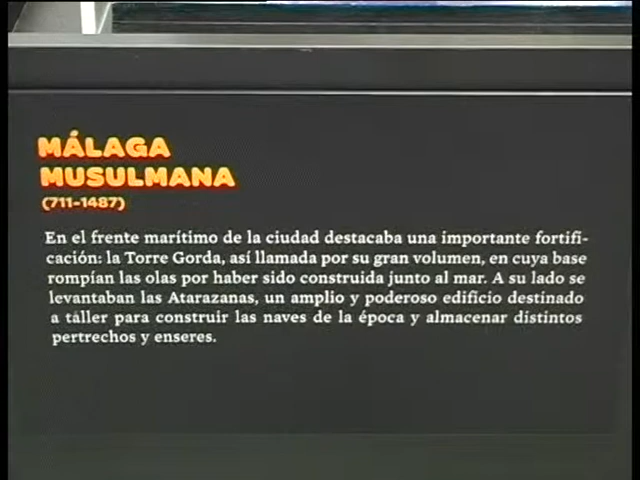 MÁLAGA
MUSULMANA
(711-1487)
En el frente marítimo de la ciudad destacaba una importante fortifi-
cación: la Torre Gorda, así llamada por su gran volumen, en cuya base
rompían las olas por haber sido construida junto al mar. A su lado se
levantaban las Atarazanas, un amplio y poderoso edificio destinado
a táller para construir las naves de la época y almacenar distintos
pertrechos y enseres.